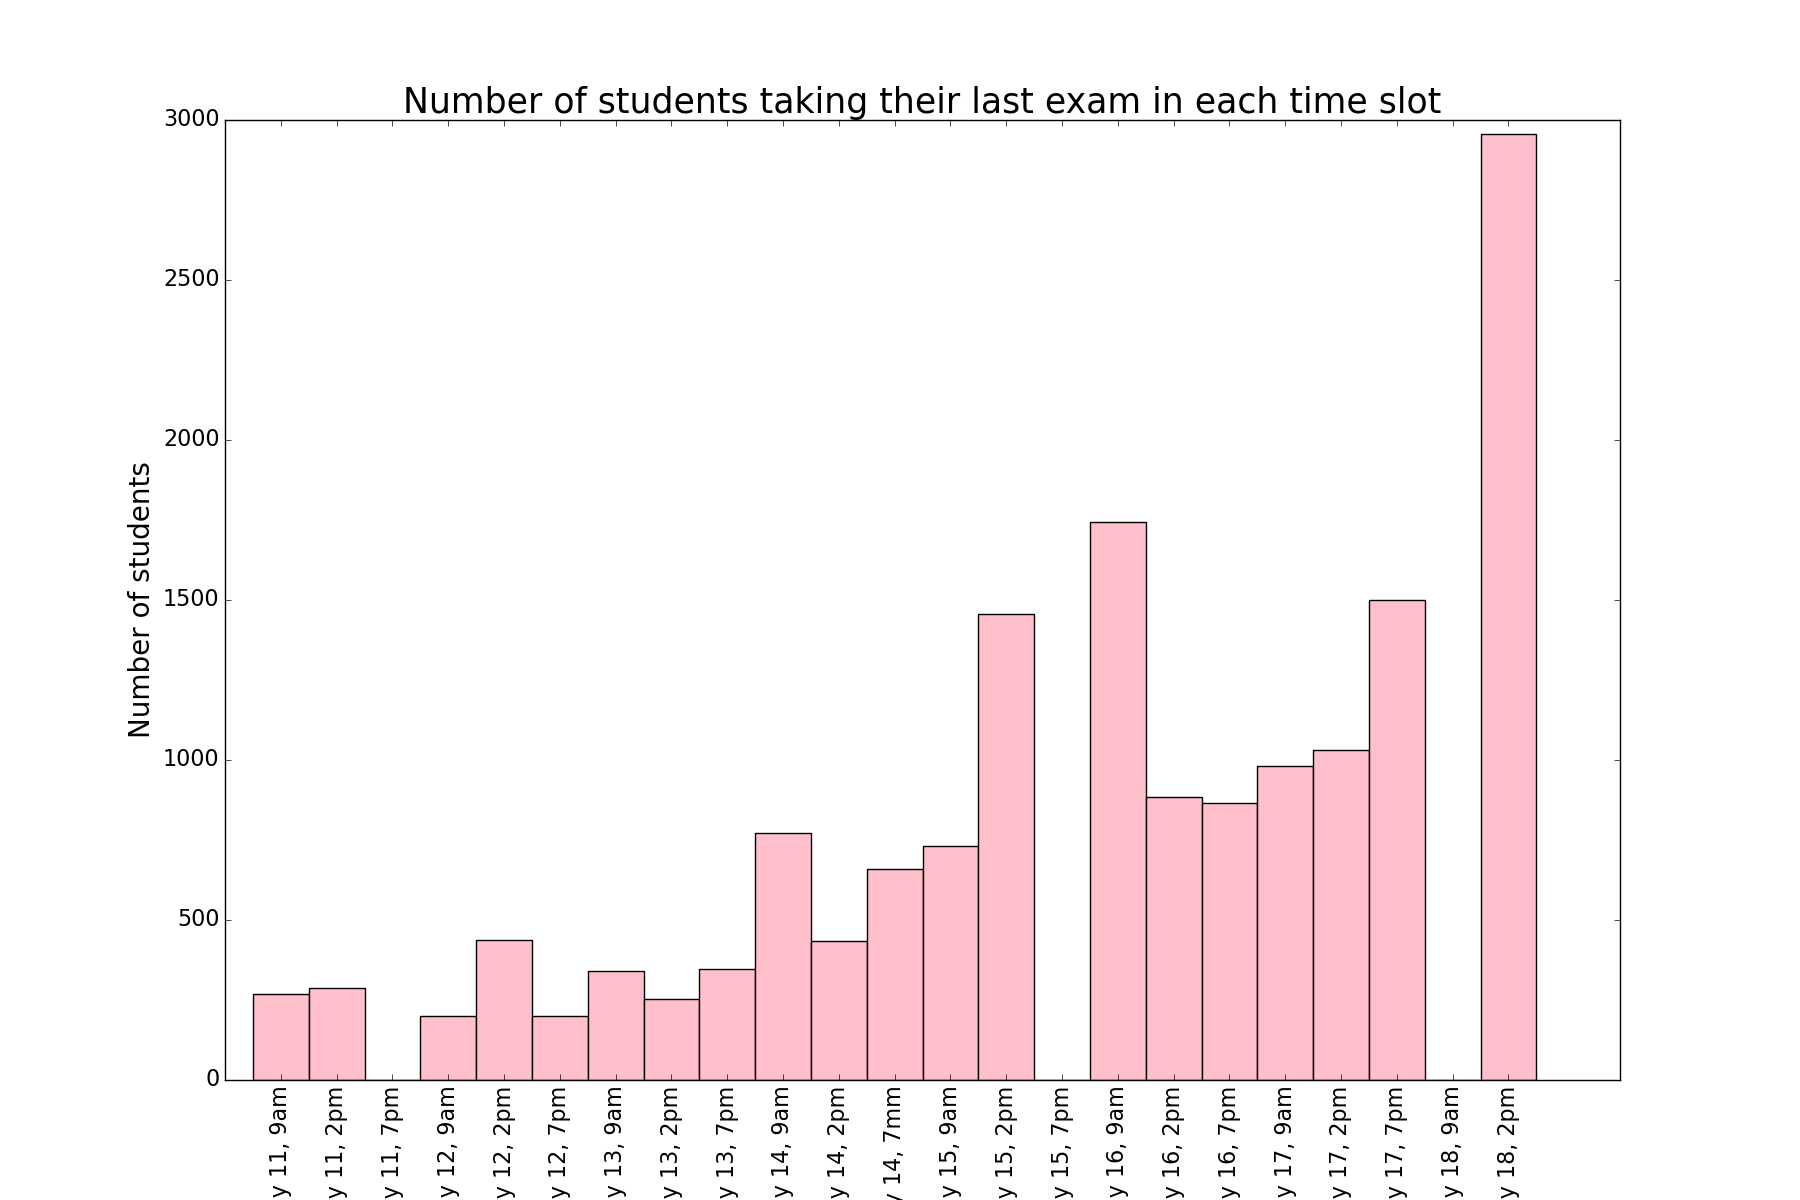 Number of students taking their last exam in each time slot
3000
2500
2000
1500
1000
500
0
Number of students
y 11, 9am
y 11, 2pm
y 11, 7pm
y 12, 9am
y 12, 2pm
y 12, 7pm
y 13, 9am
y 13, 2pm
y 13, 7pm
y 14, 9am
y 14, 2pm
y 14, 7mm
y 15, 9am
y 15, 2pm
y 15, 7pm
y 16, 9am
y 16, 2pm
y 16, 7pm
y 17, 9am
y 17, 2pm
y 17, 7pm
y 18, 9am
y 18, 2pm